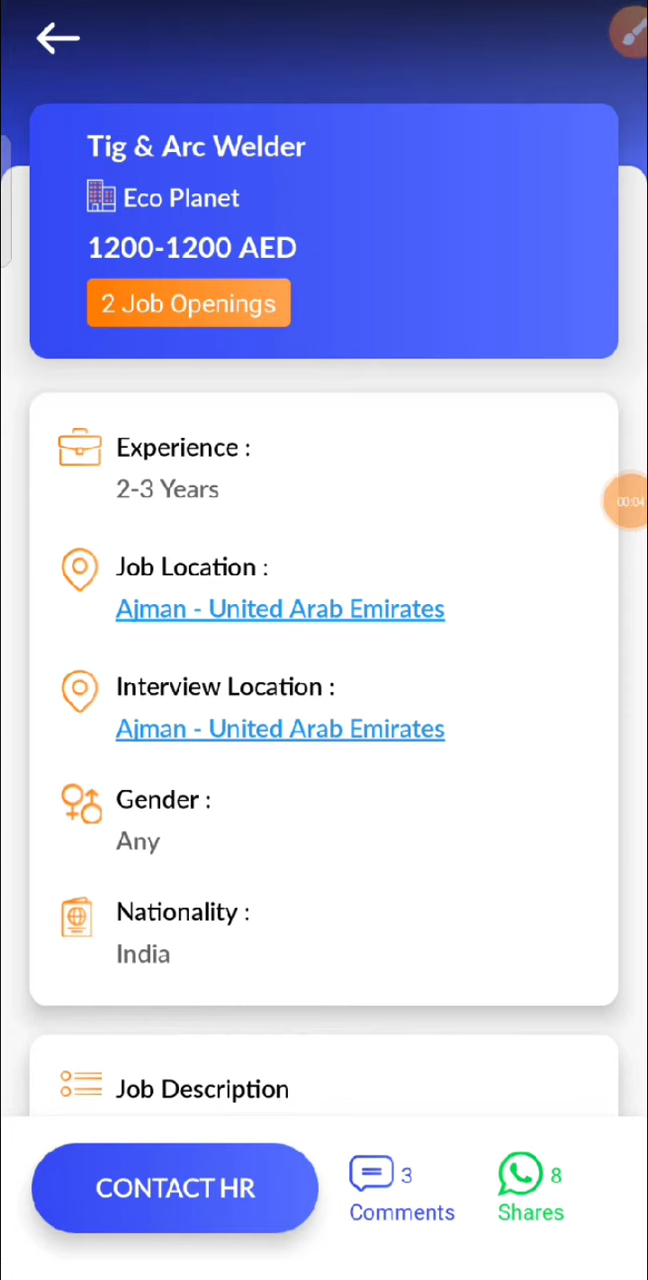 Tig & Arc Welder
Eco Planet
1200-1200 AED
2 Job Openings
Experience :
2-3 Years
00:04
Job Location :
Ajman - United Arab Emirates
Interview Location :
Ajman - United Arab Emirates
Gender :
Any
Nationality :
India
Job Description
CONTACT HR
3
Comments
8
Shares